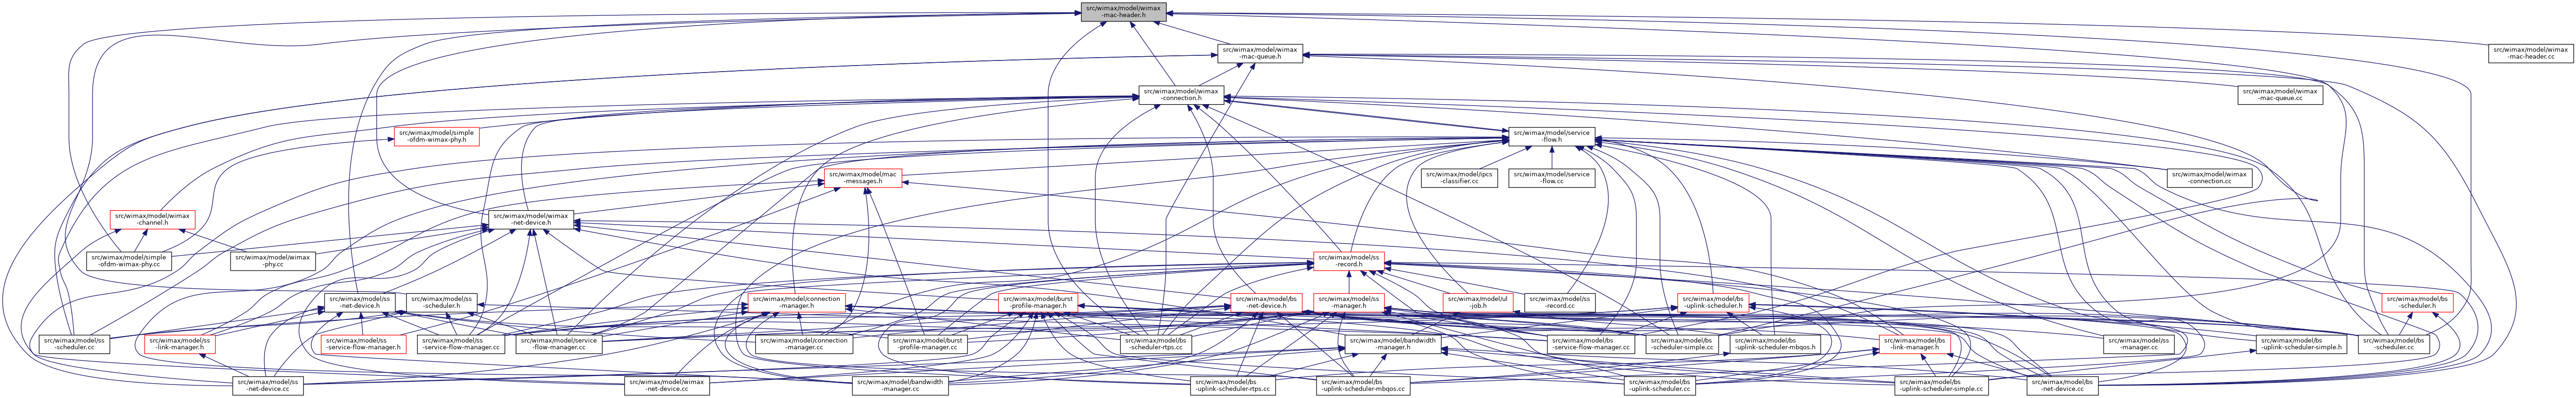 src/wimax/model/wimax
-mac-header.h
src/wimax/model/wimax
-mac-queue.h
src/wimax/model/wimax
-mac-header.cc
src/wimax/model/wimax
-connection.h
src/wimax/model/wimax
-mac-queue.cc
src/wimax/model/simple
-ofdm-wimax-phy.h
src/wimax/model/service
-flow.h
src/wimax/model/mac
-messages.h
src/wimax/model/ipcs
-classifier.cc
src/wimax/model/service
-flow.cc
src/wimax/model/wimax
-connection.cc
src/wimax/model/wimax
-channel.h
src/wimax/model/wimax
-net-device.h
src/wimax/model/simple
-ofdm-wimax-phy.cc
src/wimax/model/wimax
-phy.cc
src/wimax/model/ss
-record.h
src/wimax/model/ss
-net-device.h
src/wimax/model/ss
-scheduler.h
src/wimax/model/connection
-manager.h
src/wimax/model/burst
-profile-manager.h
src/wimax/model/bs
-net-device.h
src/wimax/model/ss
-manager.h
src/wimax/model/ul
-job.h
src/wimax/model/ss
-record.cc
src/wimax/model/bs
-uplink-scheduler.h
src/wimax/model/bs
-scheduler.h
src/wimax/model/ss
-scheduler.cc
src/wimax/model/ss
-link-manager.h
src/wimax/model/ss
-service-flow-manager.h
src/wimax/model/ss
-service-flow-manager.cc
src/wimax/model/service
-flow-manager.cc
src/wimax/model/connection
-manager.cc
src/wimax/model/burst
-profile-manager.cc
src/wimax/model/bs
-scheduler-rtps.cc
src/wimax/model/bandwidth
-manager.h
src/wimax/model/bs
-service-flow-manager.cc
src/wimax/model/bs
-scheduler-simple.cc
src/wimax/model/bs
-uplink-scheduler-mbqos.h
src/wimax/model/bs
-link-manager.h
src/wimax/model/ss
-manager.cc
src/wimax/model/bs
-uplink-scheduler-simple.h
src/wimax/model/bs
-scheduler.cc
src/wimax/model/ss
-net-device.cc
src/wimax/model/wimax
-net-device.cc
src/wimax/model/bandwidth
-manager.cc
src/wimax/model/bs
-uplink-scheduler-rtps.cc
src/wimax/model/bs
-uplink-scheduler-mbqos.cc
src/wimax/model/bs
-uplink-scheduler.cc
src/wimax/model/bs
-uplink-scheduler-simple.cc
src/wimax/model/bs
-net-device.cc